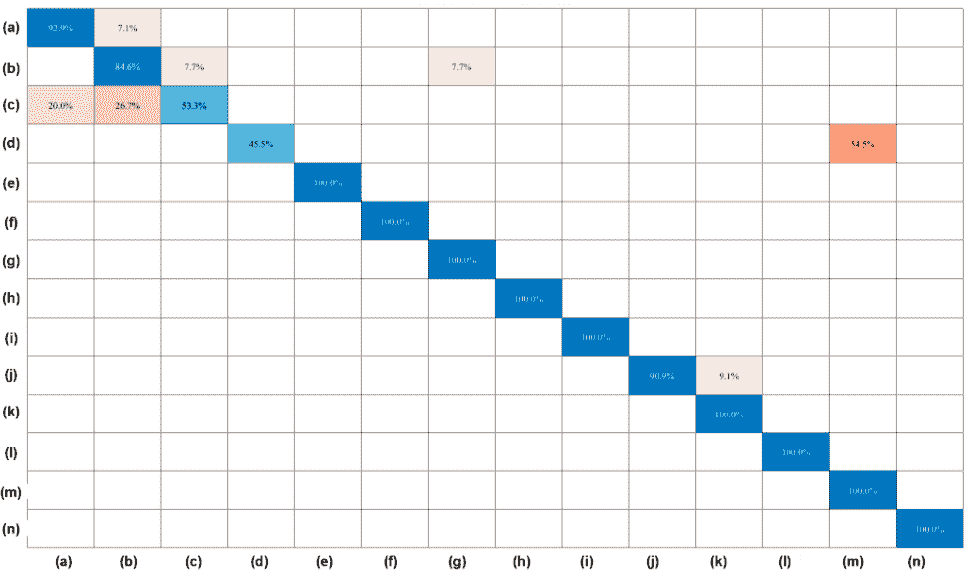 (a) 92.9% 7.1%
(b) 84.6% 7.7% 7.7%
(c) 20.0% 26.7% 53.3%
(d) 45.5% 54.5%
(e) 100.0%
(f) 100.0%
(g) 100.0%
(h) 100.0%
(i) 100.0%
(j) 90.9% 9.1%
(k) 100.0%
(l) 100.0%
(m) 100.0%
(n) 100.0%
(a) (b) (c) (d) (e) (f) (g) (h) (i) (j) (k) (l) (m) (n)